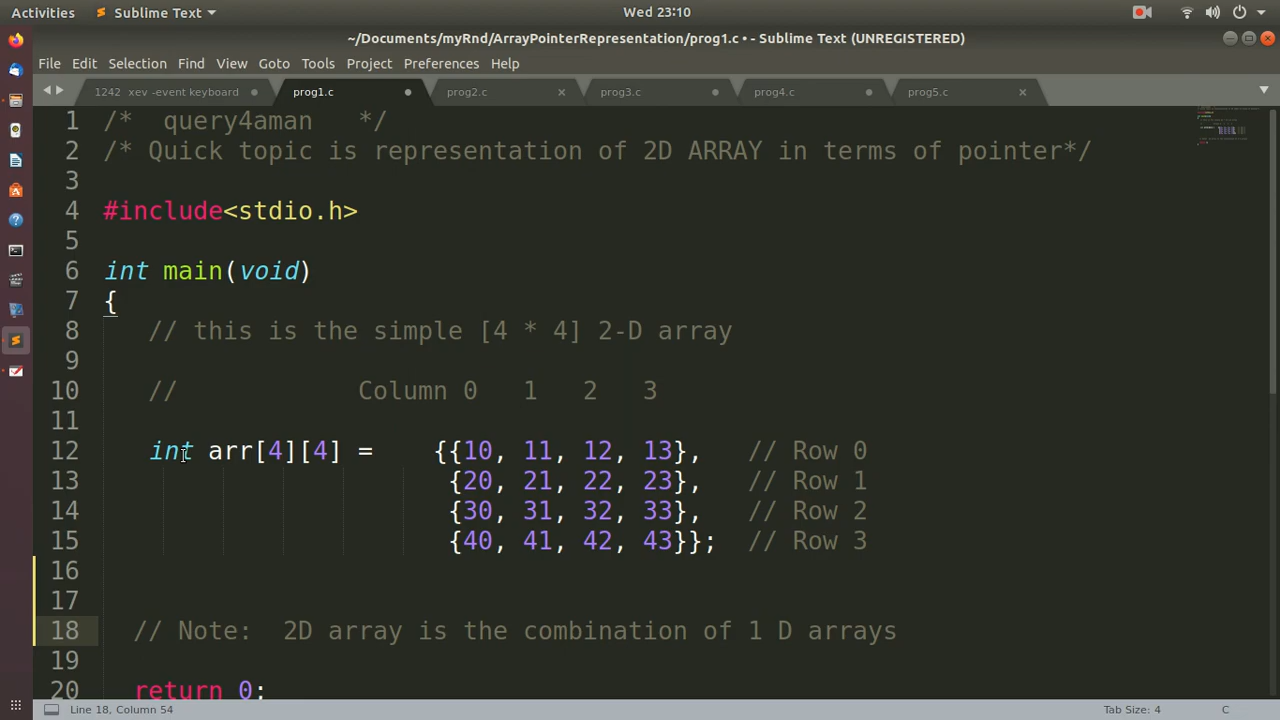 Activities Sublime Text Wed 23:10
~/Documents/myRnd/ArrayPointerRepresentation/prog1.c • - Sublime Text (UNREGISTERED)
File Edit Selection Find View Goto Tools Project Preferences Help
1242 xev -event keyboard prog1.c prog2.c prog3.c prog4.c prog5.c
1 /* query4aman */
2 /* Quick topic is representation of 2D ARRAY in terms of pointer*/
3
4 #include<stdio.h>
5
6 int main(void)
7 {
8 // this is the simple [4 * 4] 2-D array
9
10 // Column 0 1 2 3
11
12 int arr[4][4] = {{10, 11, 12, 13}, // Row 0
13 {20, 21, 22, 23}, // Row 1
14 {30, 31, 32, 33}, // Row 2
15 {40, 41, 42, 43}}; // Row 3
16
17
18 // Note: 2D array is the combination of 1 D arrays
19
20 return 0;
Line 18, Column 54 Tab Size: 4 C